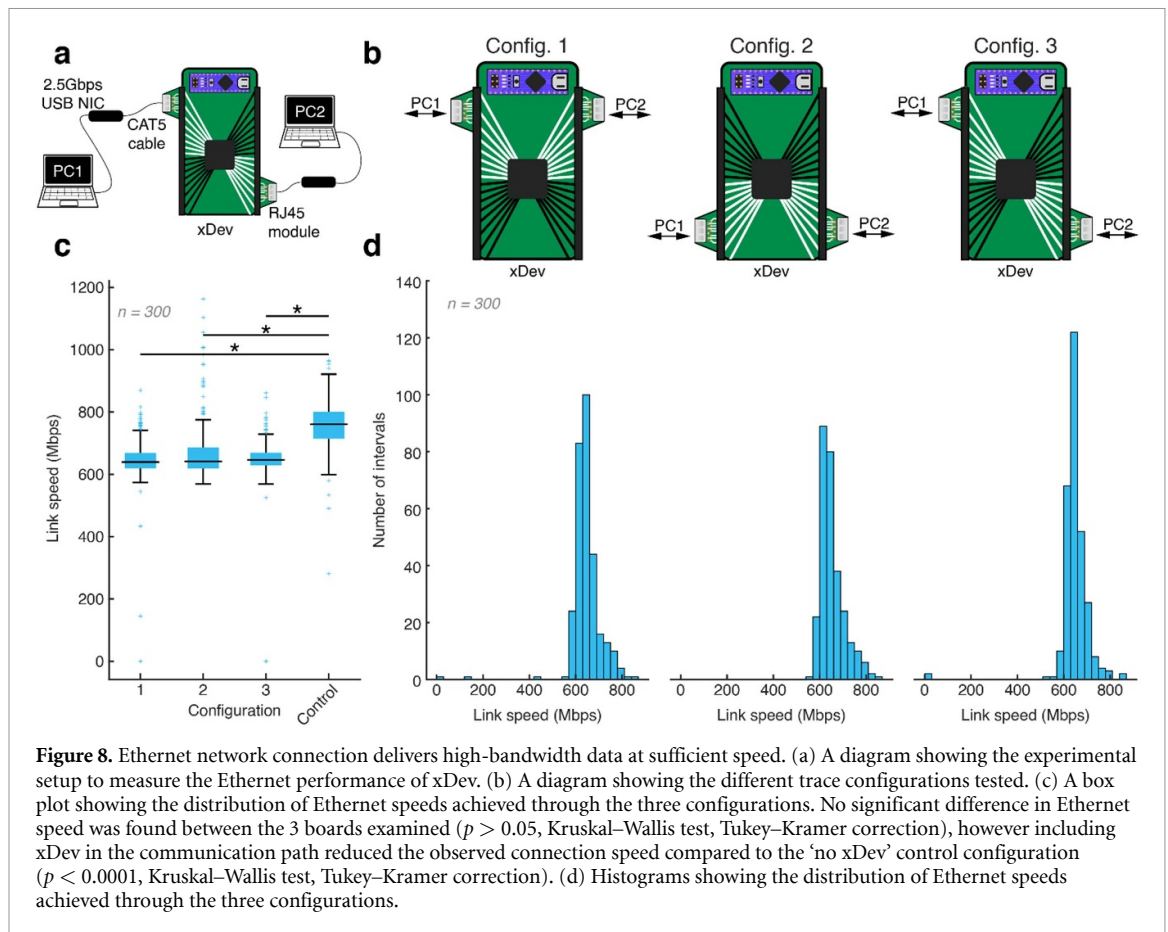 a
2.5Gbps
USB NIC
CAT5
cable
PC1
PC2
RJ45
module
xDev
b
Config. 1
Config. 2
Config. 3
PC1
PC2
PC1
PC2
PC1
PC2
xDev
xDev
xDev
c
n = 300
Link speed (Mbps)
1200
1000
800
600
400
200
0
*
*
*
1
2
3
Control
Configuration
d
n = 300
Number of intervals
140
120
100
80
60
40
20
0
0 200 400 600 800
Link speed (Mbps)
0 200 400 600 800
Link speed (Mbps)
0 200 400 600 800
Link speed (Mbps)
Figure 8. Ethernet network connection delivers high-bandwidth data at sufficient speed. (a) A diagram showing the experimental
setup to measure the Ethernet performance of xDev. (b) A diagram showing the different trace configurations tested. (c) A box
plot showing the distribution of Ethernet speeds achieved through the three configurations. No significant difference in Ethernet
speed was found between the 3 boards examined (p > 0.05, Kruskal–Wallis test, Tukey–Kramer correction), however including
xDev in the communication path reduced the observed connection speed compared to the ‘no xDev’ control configuration
(p < 0.0001, Kruskal–Wallis test, Tukey–Kramer correction). (d) Histograms showing the distribution of Ethernet speeds
achieved through the three configurations.